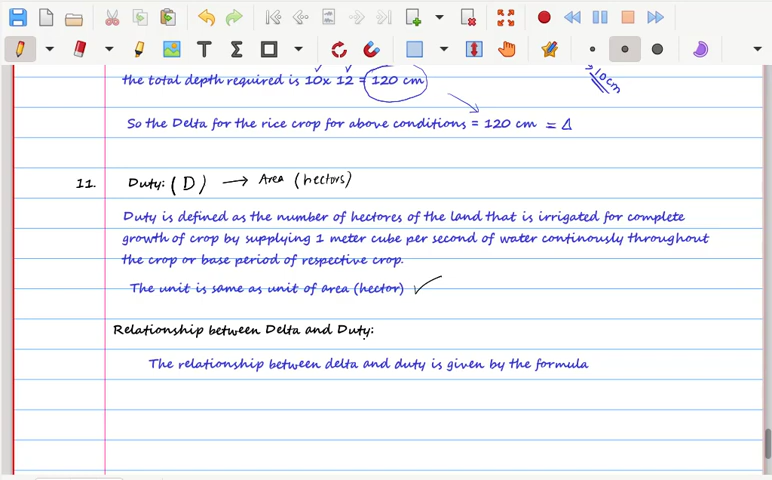 the total depth required is 10x 12 = 120 cm
10cm
So the Delta for the rice crop for above conditions = 120 cm = Δ
11. Duty: (D) → Area (hectors)
Duty is defined as the number of hectores of the land that is irrigated for complete
growth of crop by supplying 1 meter cube per second of water continously throughout
the crop or base period of respective crop.
The unit is same as unit of area (hector) ✓
Relationship between Delta and Duty:
The relationship between delta and duty is given by the formula